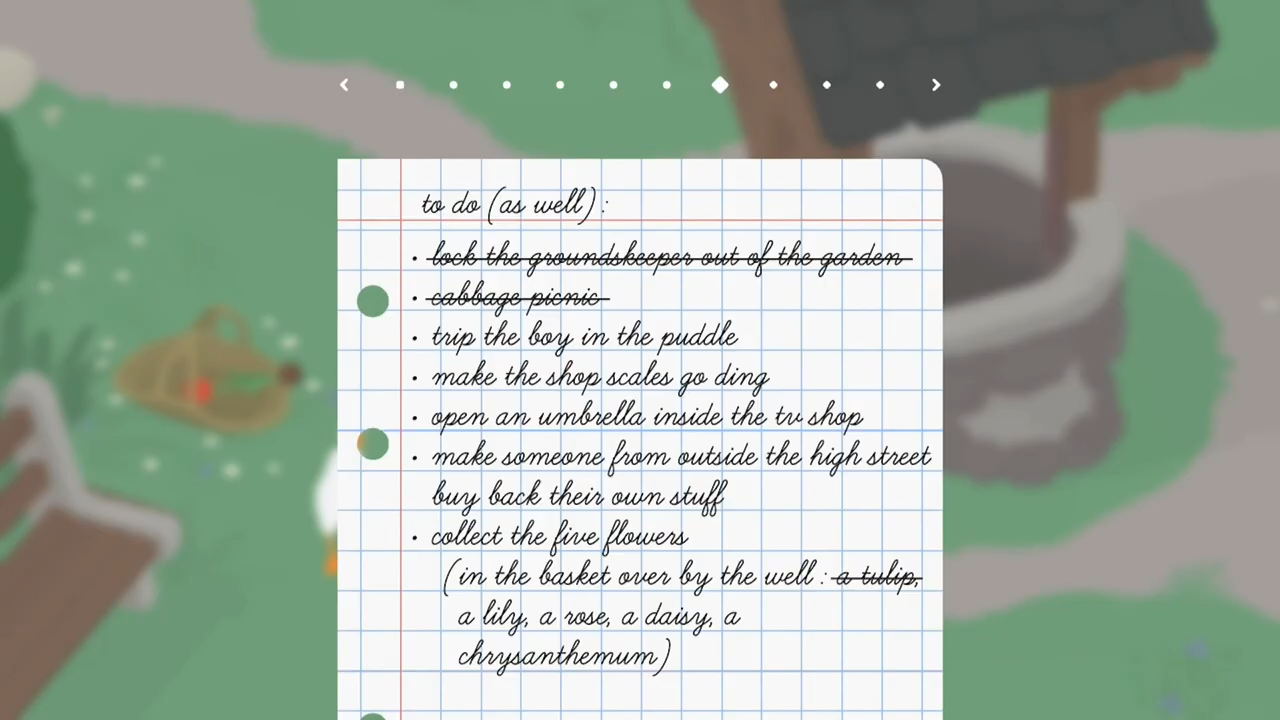 to do (as well) :
• lock the groundskeeper out of the garden
• cabbage picnic
• trip the boy in the puddle
• make the shop scales go ding
• open an umbrella inside the tv shop
• make someone from outside the high street
buy back their own stuff
• collect the five flowers
(in the basket over by the well : a tulip,
a lily, a rose, a daisy, a
chrysanthemum)